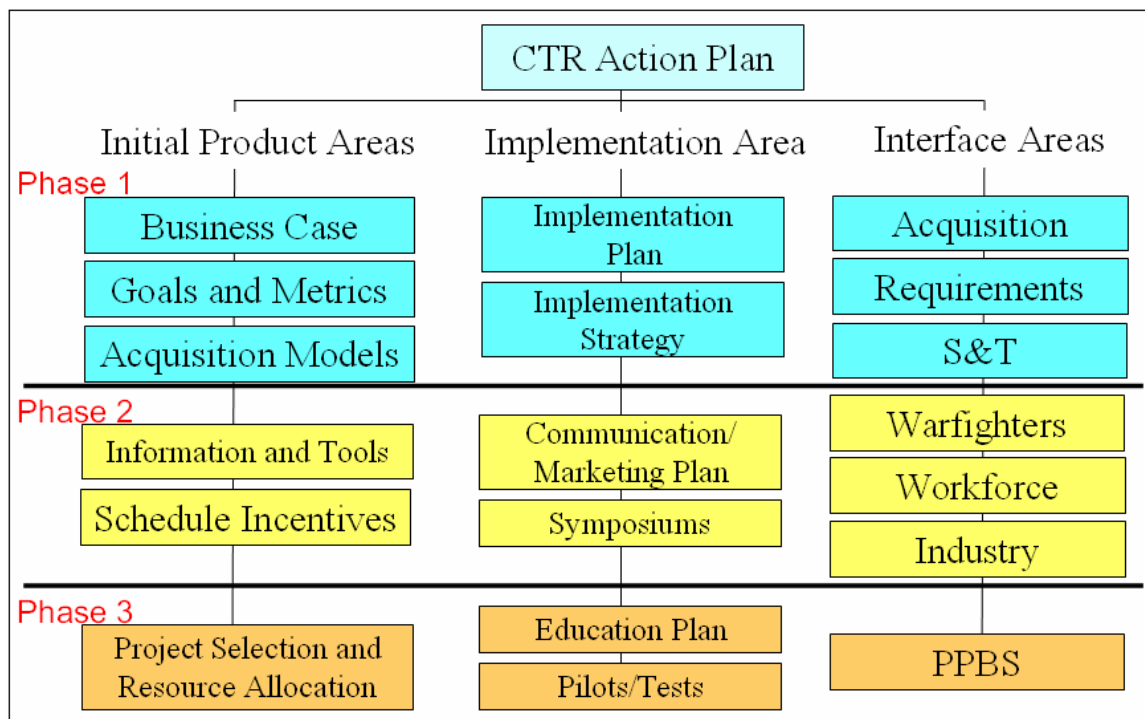 CTR Action Plan
Initial Product Areas
Implementation Area
Interface Areas
Phase 1
Business Case
Goals and Metrics
Acquisition Models
Implementation
Plan
Implementation
Strategy
Acquisition
Requirements
S&T
Phase 2
Information and Tools
Schedule Incentives
Communication/
Marketing Plan
Symposiums
Warfighters
Workforce
Industry
Phase 3
Project Selection and
Resource Allocation
Education Plan
Pilots/Tests
PPBS